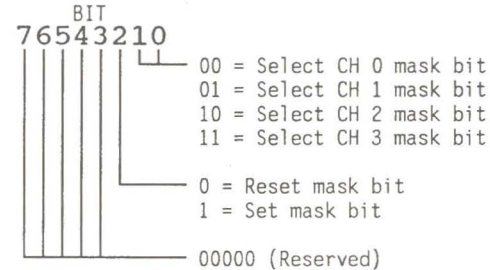 BIT
76543210
00 = Select CH 0 mask bit
01 = Select CH 1 mask bit
10 = Select CH 2 mask bit
11 = Select CH 3 mask bit
0 = Reset mask bit
1 = Set mask bit
00000 (Reserved)